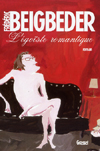 FRÉDÉRIC
BEIGBEDER
L'égoïste romantique
roman
Grasset